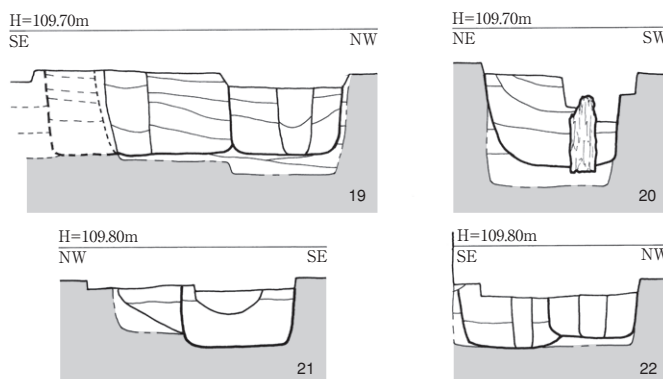 H=109.70m
SE NW
19
H=109.70m
NE SW
20
H=109.80m
NW SE
21
H=109.80m
SE NW
22